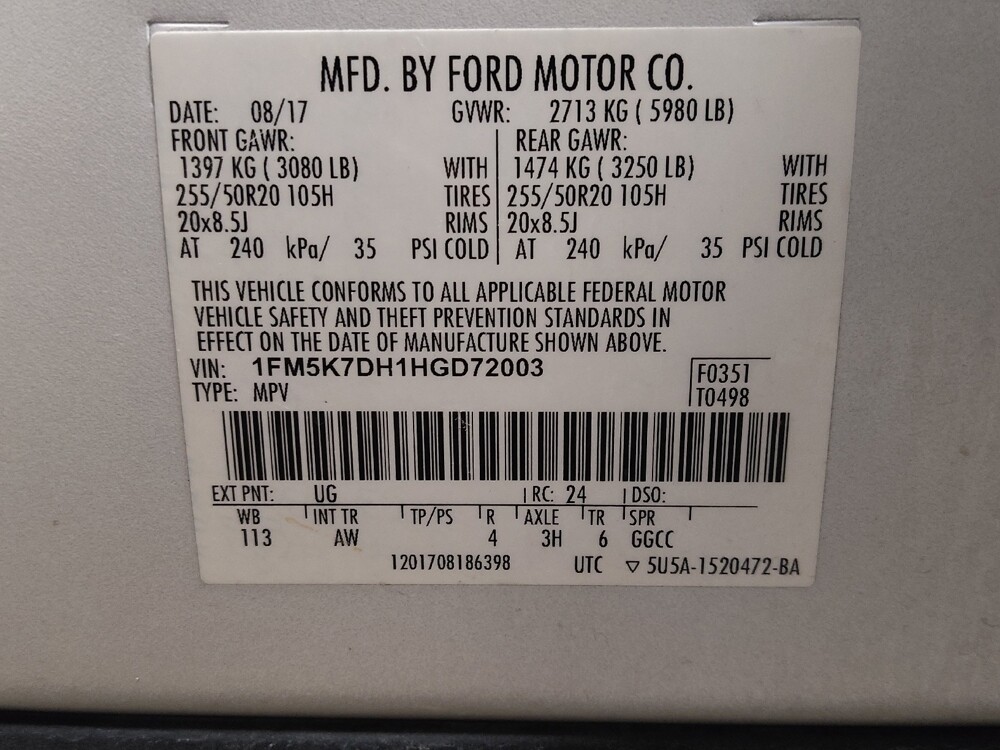 MFD. BY FORD MOTOR CO.
DATE: 08/17 GVWR: 2713 KG ( 5980 LB)
FRONT GAWR: REAR GAWR:
1397 KG ( 3080 LB) WITH 1474 KG ( 3250 LB) WITH
255/50R20 105H TIRES 255/50R20 105H TIRES
20x8.5J RIMS 20x8.5J RIMS
AT 240 kPa/ 35 PSI COLD AT 240 kPa/ 35 PSI COLD
THIS VEHICLE CONFORMS TO ALL APPLICABLE FEDERAL MOTOR
VEHICLE SAFETY AND THEFT PREVENTION STANDARDS IN
EFFECT ON THE DATE OF MANUFACTURE SHOWN ABOVE.
VIN: 1FM5K7DH1HGD72003 F0351
TYPE: MPV T0498
EXT PNT: UG RC: 24 DSO:
WB INT TR TP/PS R AXLE TR SPR
113 AW 4 3H 6 GGCC
1201708186398 UTC ▽ 5U5A-1520472-BA